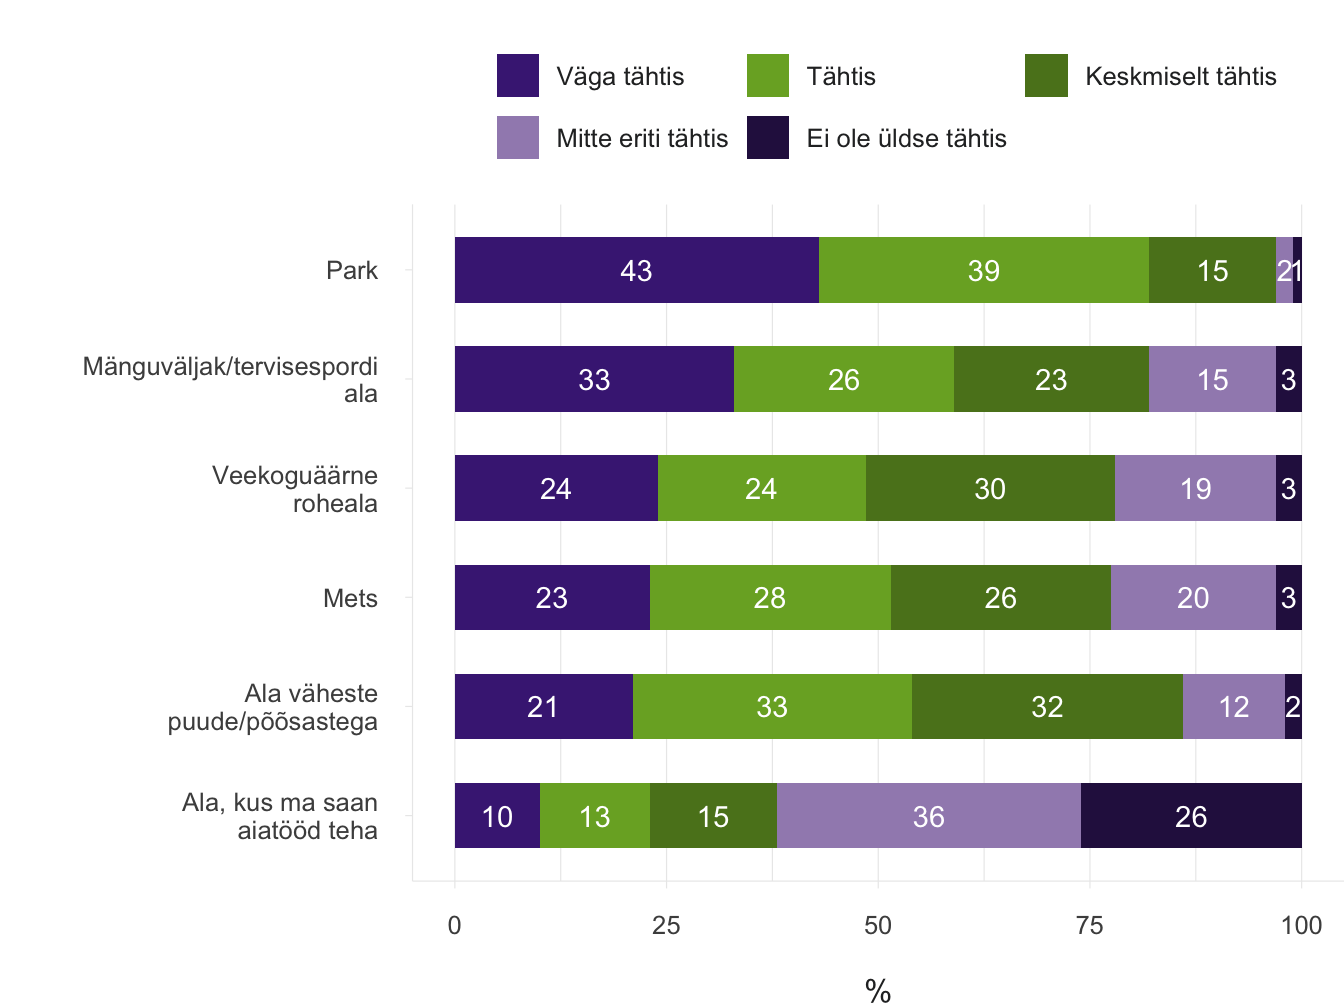 Väga tähtis Tähtis Keskmiselt tähtis
Mitte eriti tähtis Ei ole üldse tähtis
Park 43 39 15 2 1
Mänguväljak/tervisespordi
ala
33 26 23 15 3
Veekoguäärne
roheala
24 24 30 19 3
Mets 23 28 26 20 3
Ala väheste
puude/põõsastega
21 33 32 12 2
Ala, kus ma saan
aiatööd teha
10 13 15 36 26
0 25 50 75 100
%